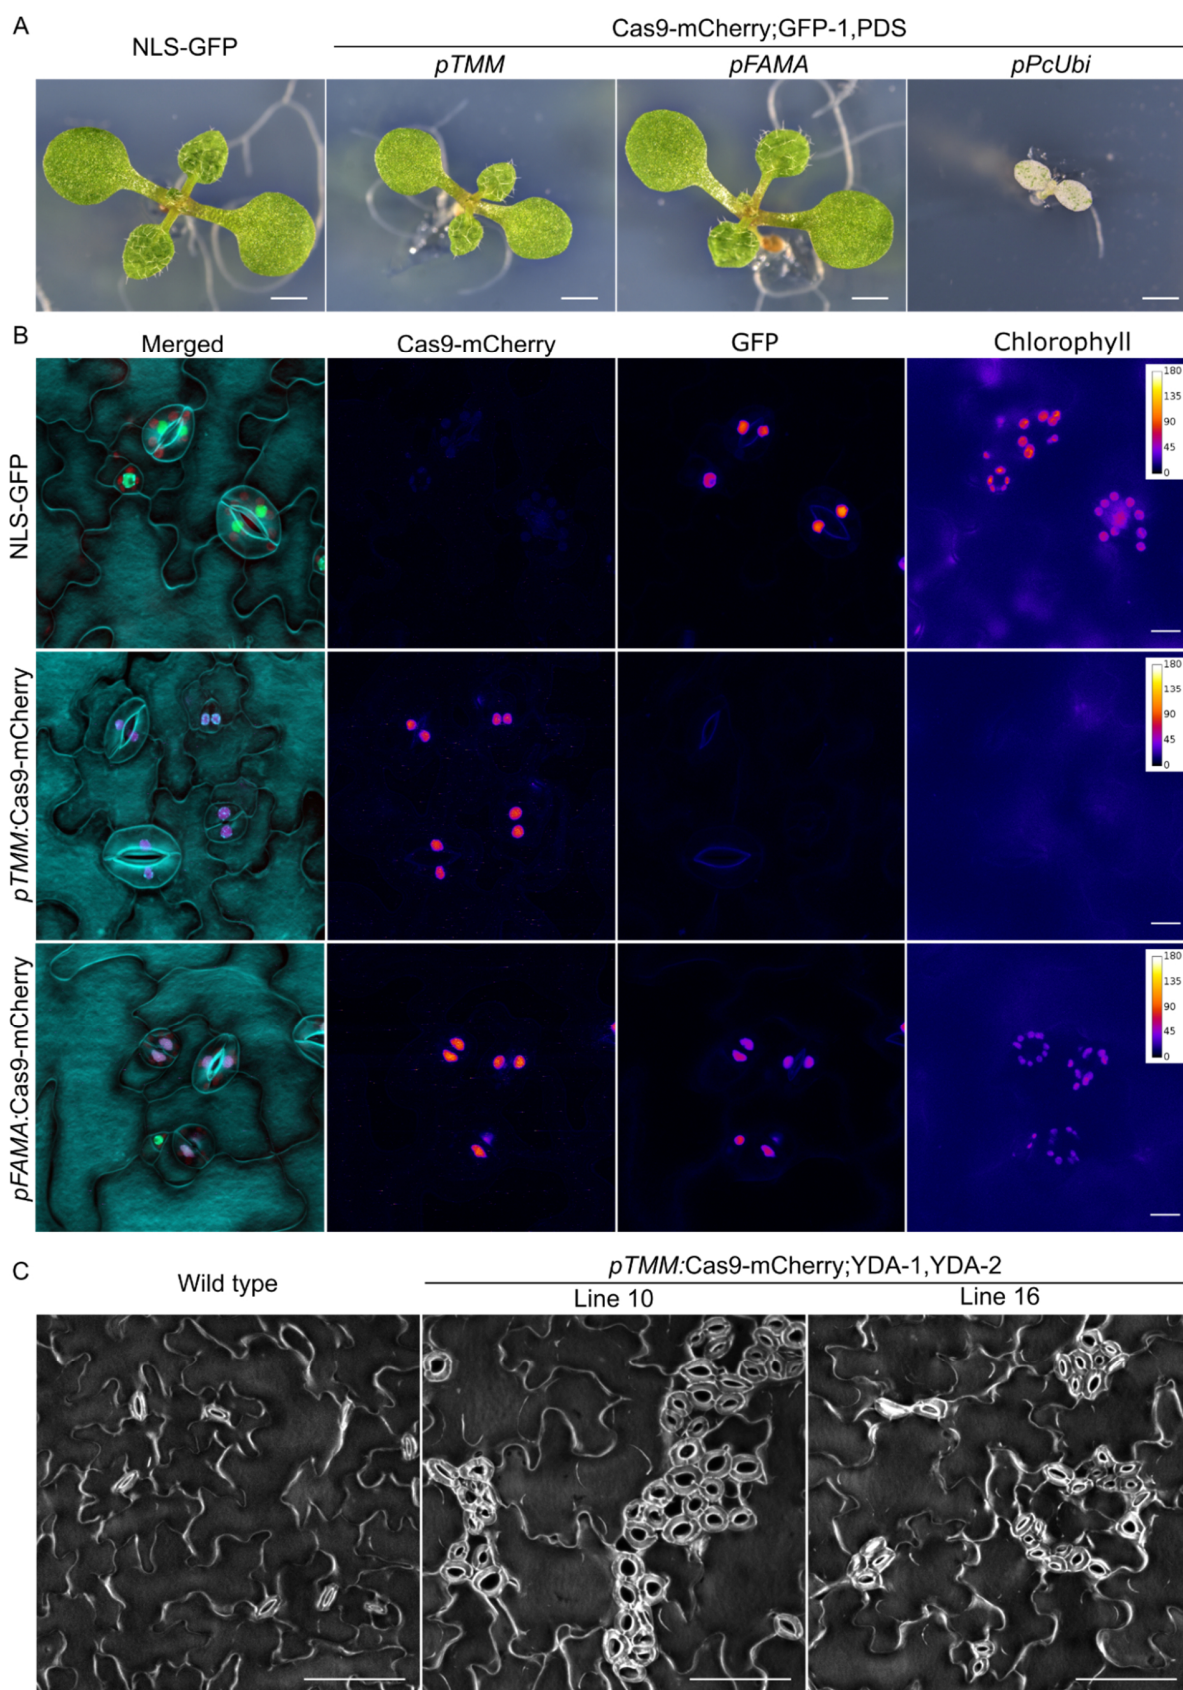 A
Cas9-mCherry;GFP-1,PDS
NLS-GFP
pTMM
pFAMA
pPcUbi
B
Merged
Cas9-mCherry
GFP
Chlorophyll
NLS-GFP
180
135
90
45
0
pTMM:Cas9-mCherry
180
135
90
45
0
pFAMA:Cas9-mCherry
180
135
90
45
0
C
Wild type
pTMM:Cas9-mCherry;YDA-1,YDA-2
Line 10
Line 16